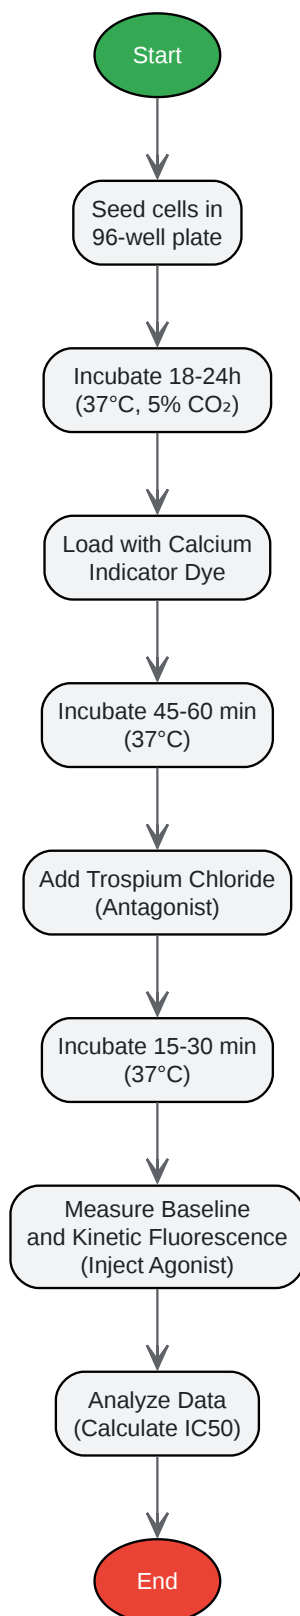 Start
Seed cells in
96-well plate
Incubate 18-24h
(37°C, 5% CO₂)
Load with Calcium
Indicator Dye
Incubate 45-60 min
(37°C)
Add Trospium Chloride
(Antagonist)
Incubate 15-30 min
(37°C)
Measure Baseline
and Kinetic Fluorescence
(Inject Agonist)
Analyze Data
(Calculate IC50)
End